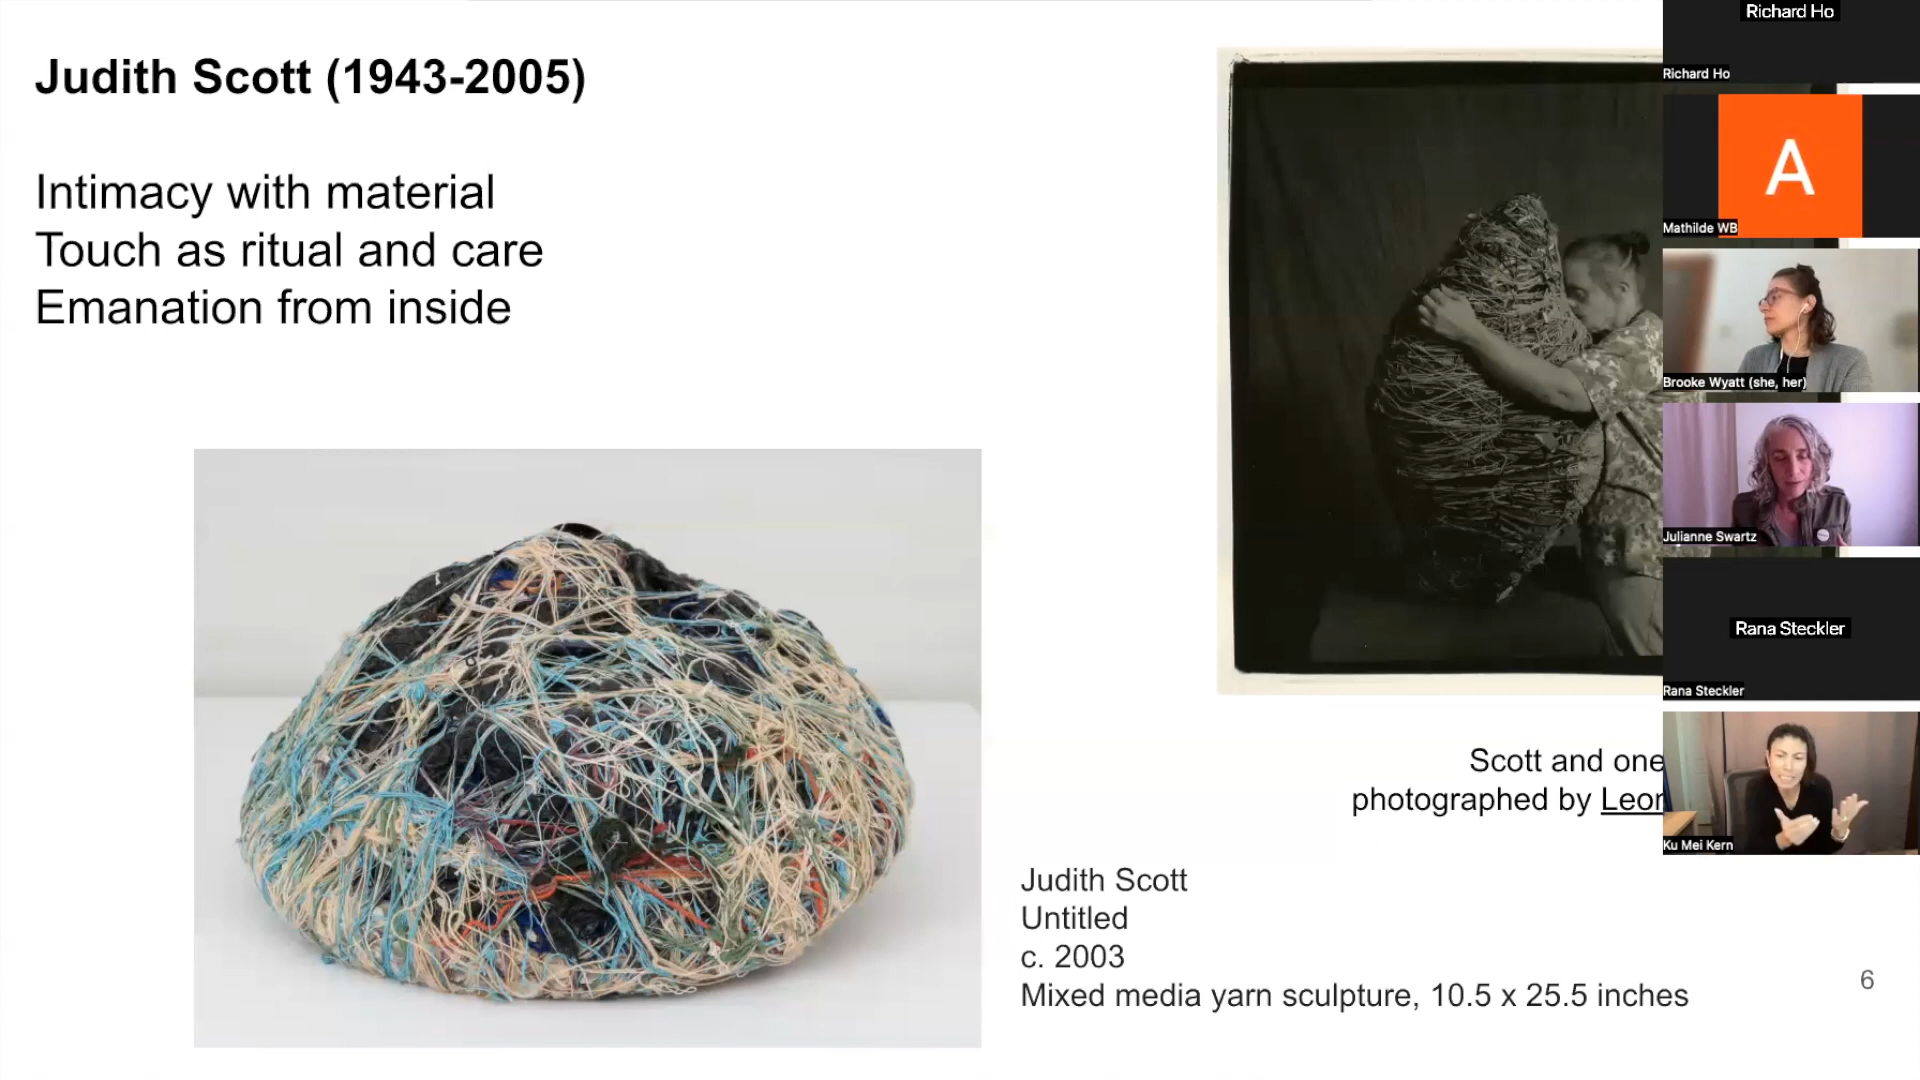 Judith Scott (1943-2005)
Intimacy with material
Touch as ritual and care
Emanation from inside
Scott and one
photographed by Leon
Judith Scott
Untitled
c. 2003
Mixed media yarn sculpture, 10.5 x 25.5 inches
6
Richard Ho
Richard Ho
A
Mathilde WB
Brooke Wyatt (she, her)
Julianne Swartz
Rana Steckler
Rana Steckler
Ku Mei Kern